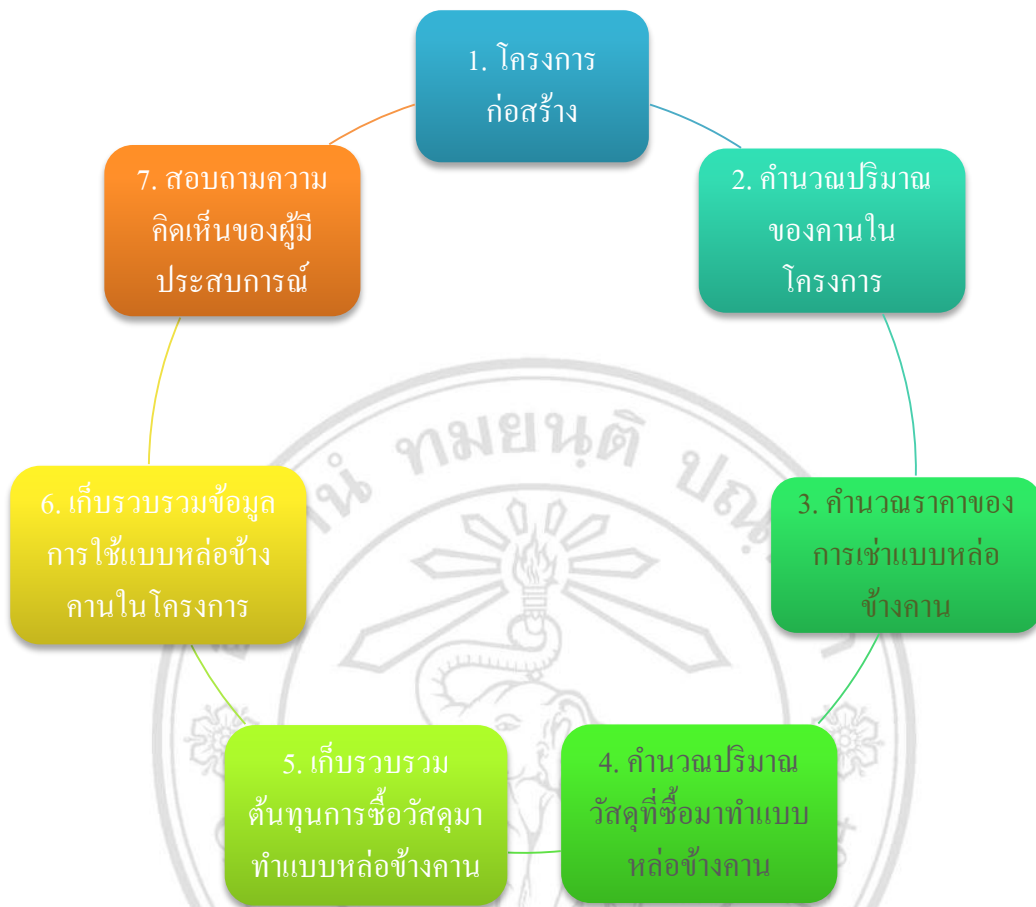 1. โครงการ
ก่อสร้าง
2. คำนวณปริมาณ
ของคานใน
โครงการ
3. คำนวณราคาของ
การเช่าแบบหล่อ
ข้างคาน
4. คำนวณปริมาณ
วัสดุที่ซื้อมาทำแบบ
หล่อข้างคาน
5. เก็บรวบรวม
ต้นทุนการซื้อวัสดุมา
ทำแบบหล่อข้างคาน
6. เก็บรวบรวมข้อมูล
การใช้แบบหล่อข้าง
คานในโครงการ
7. สอบถามความ
คิดเห็นของผู้มี
ประสบการณ์
ทมยนฺติ